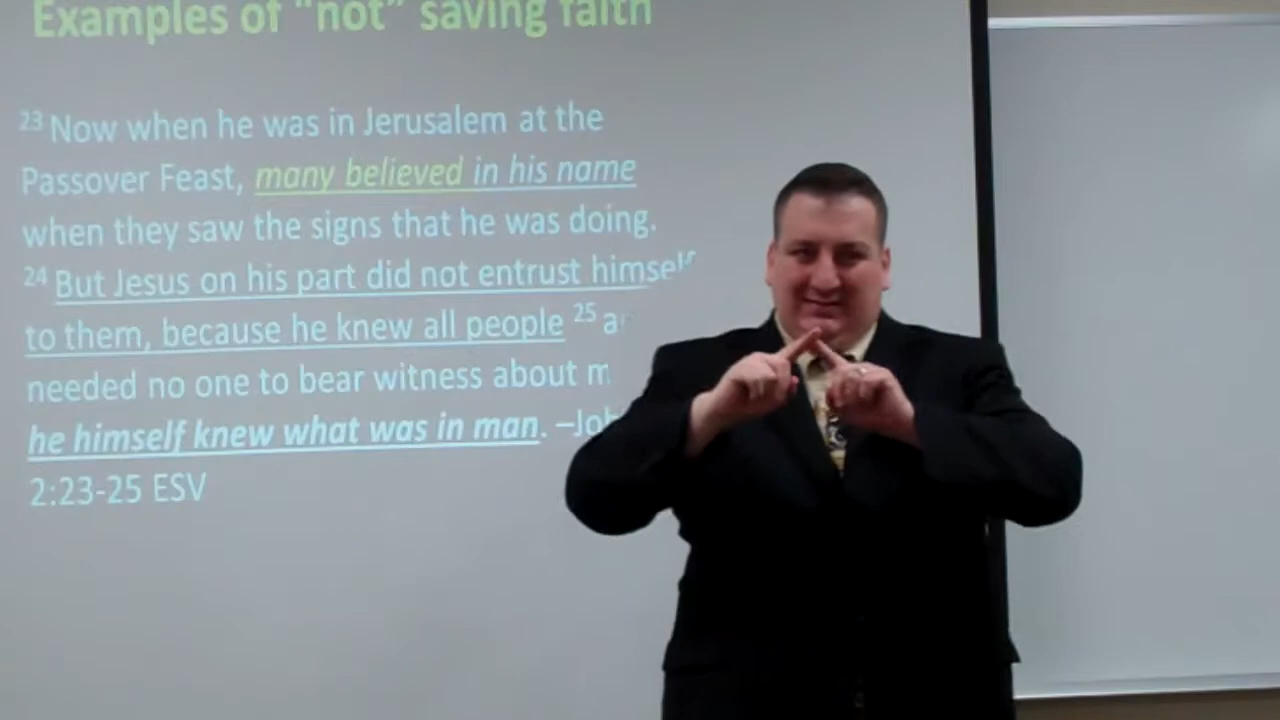 Examples of “not” saving faith
23 Now when he was in Jerusalem at the
Passover Feast, many believed in his name
when they saw the signs that he was doing.
24 But Jesus on his part did not entrust himself
to them, because he knew all people 25
needed no one to bear witness about
he himself knew what was in man.
2:23-25 ESV